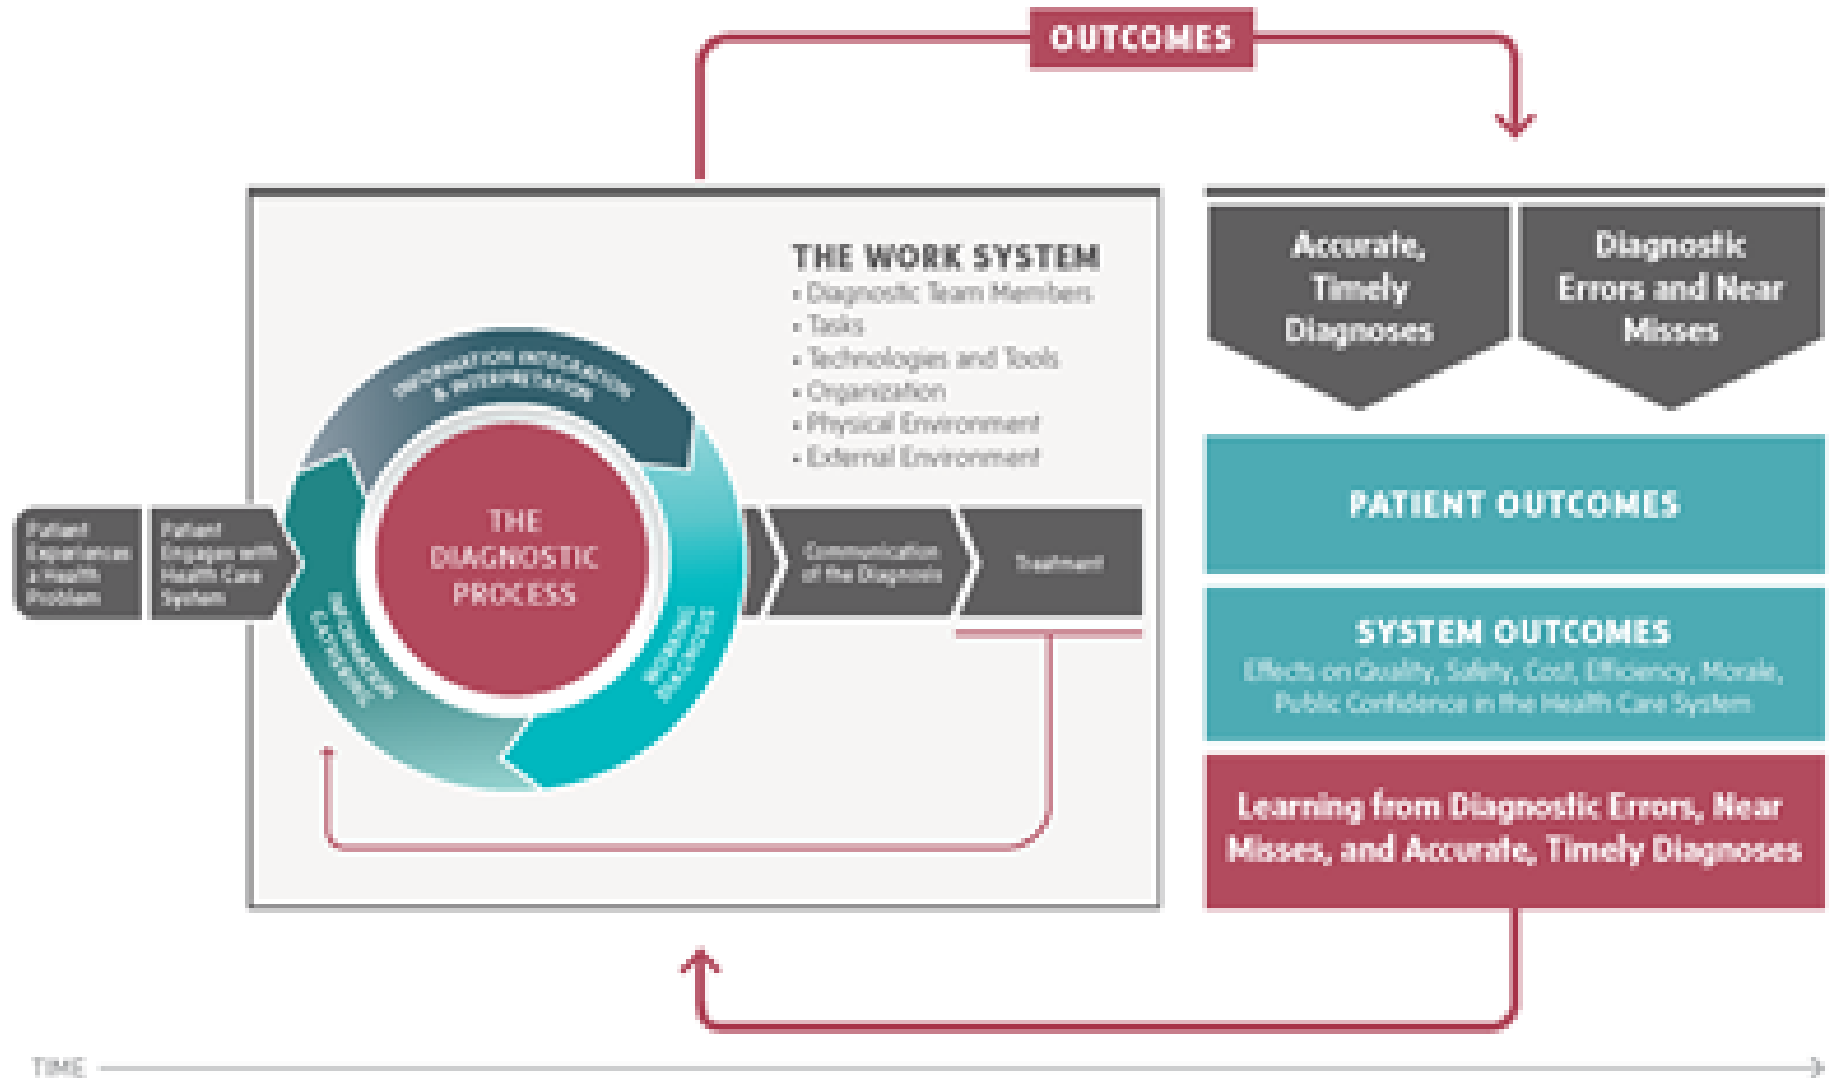 OUTCOMES
THE WORK SYSTEM
• Diagnostic Team Members
• Tasks
• Technologies and Tools
• Organization
• Physical Environment
• External Environment
Patient
Experiences
a Health
Problem
Patient
Engages with
Health Care
System
INFORMATION INTEGRATION
& INTERPRETATION
INFORMATION
GATHERING
WORKING
DIAGNOSIS
THE
DIAGNOSTIC
PROCESS
Communication
of the Diagnosis
Treatment
Accurate,
Timely
Diagnoses
Diagnostic
Errors and Near
Misses
PATIENT OUTCOMES
SYSTEM OUTCOMES
Effects on Quality, Safety, Cost, Efficiency, Morale,
Public Confidence in the Health Care System
Learning from Diagnostic Errors, Near
Misses, and Accurate, Timely Diagnoses
TIME